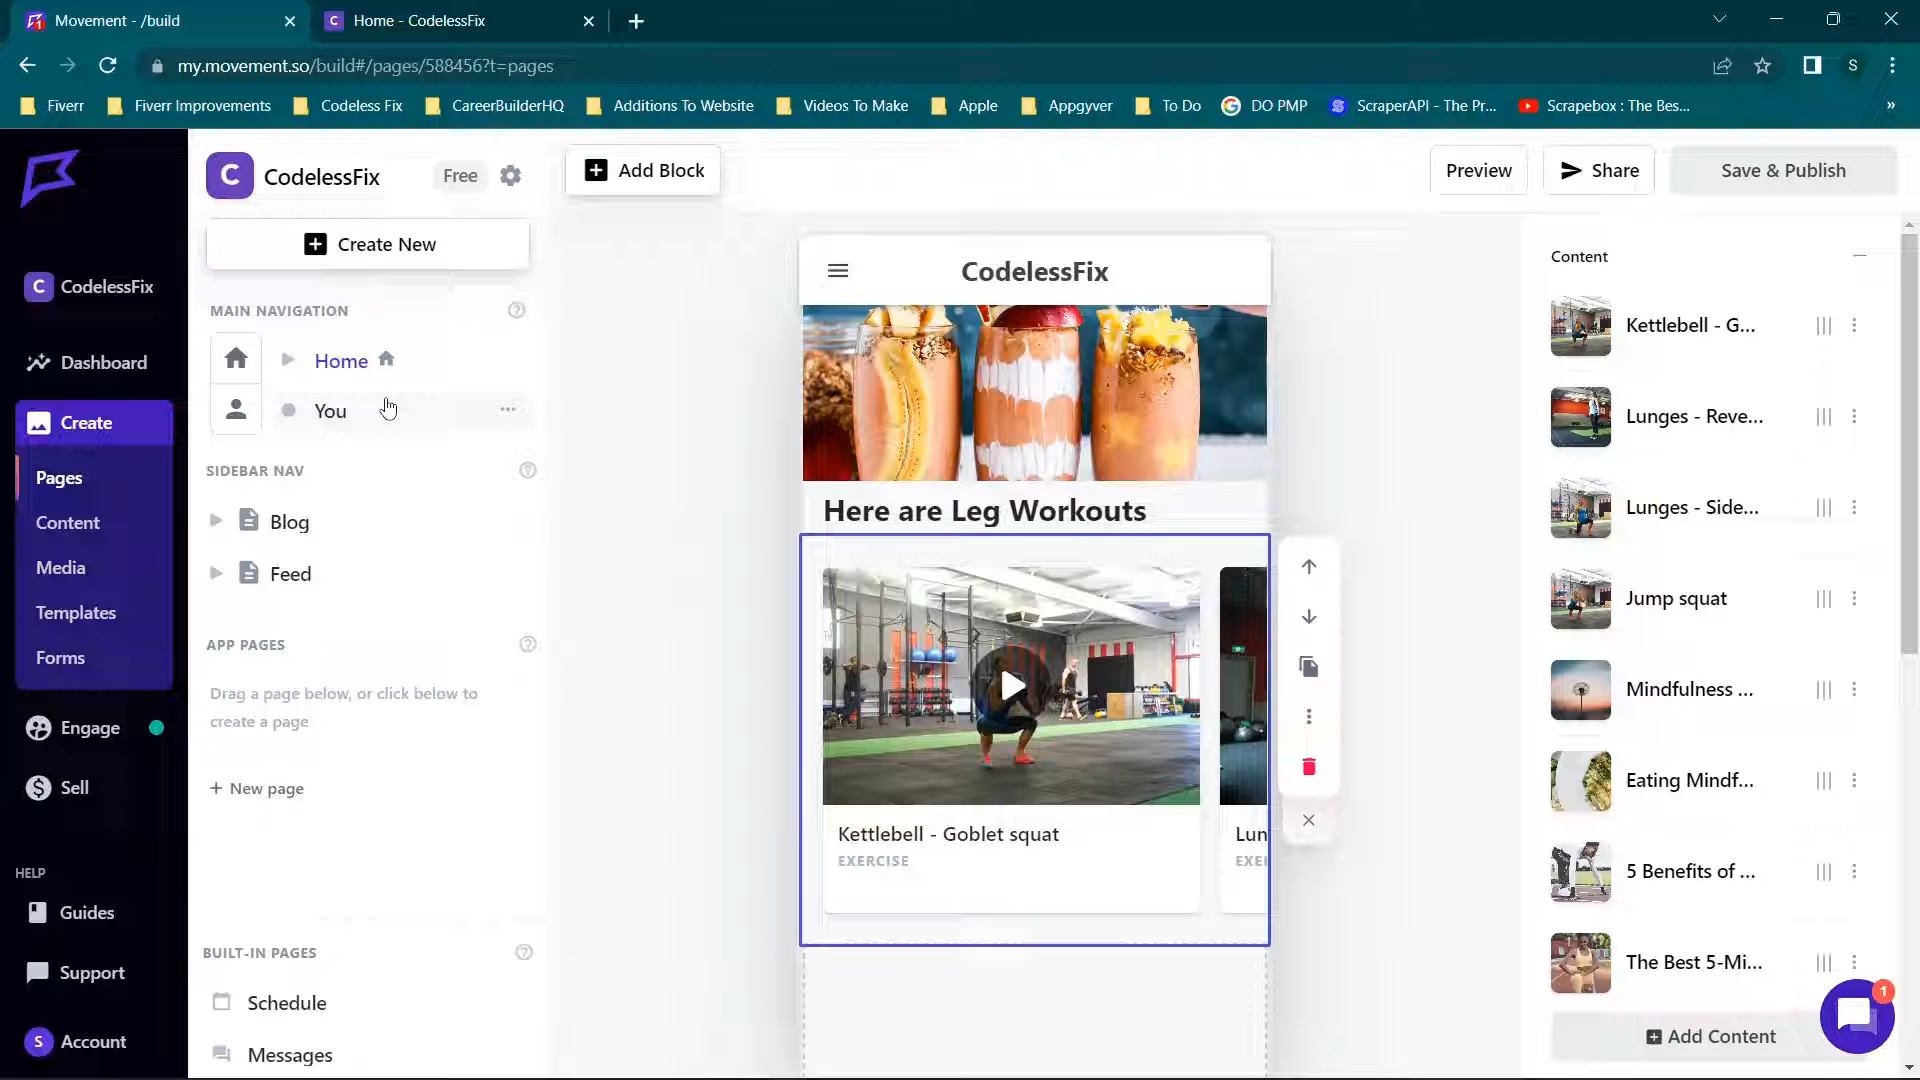 Movement - /build
Home - CodelessFix
my.movement.so/build#/pages/588456?t=pages
S
Fiverr
Fiverr Improvements
Codeless Fix
CareerBuilderHQ
Additions To Website
Videos To Make
Apple
Appgyver
To Do
DO PMP
ScraperAPI - The Pr...
Scrapebox : The Bes...
»
C CodelessFix
Dashboard
Create
Pages
Content
Media
Templates
Forms
Engage
Sell
HELP
Guides
Support
S Account
C CodelessFix Free
Create New
MAIN NAVIGATION
Home
You
SIDEBAR NAV
Blog
Feed
APP PAGES
Drag a page below, or click below to
create a page
+ New page
BUILT-IN PAGES
Schedule
Messages
Add Block
Preview
Share
Save & Publish
CodelessFix
Here are Leg Workouts
Kettlebell - Goblet squat
EXERCISE
Lun
EXER
Content
Kettlebell - G...
Lunges - Reve...
Lunges - Side...
Jump squat
Mindfulness ...
Eating Mindf...
5 Benefits of ...
The Best 5-Mi...
Add Content
1